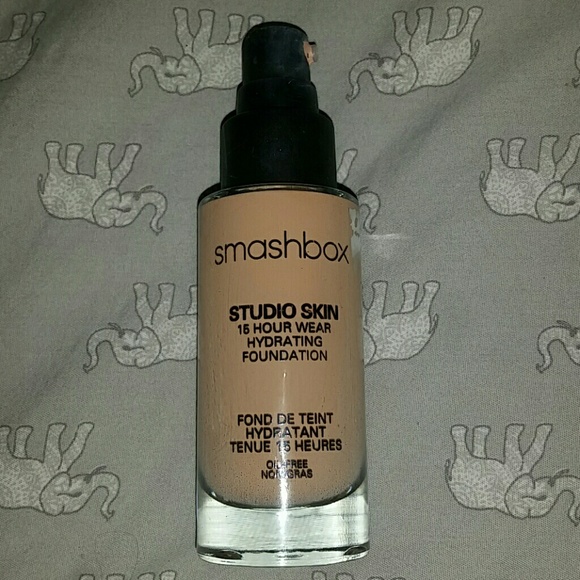 smashbox
STUDIO SKIN
15 HOUR WEAR
HYDRATING
FOUNDATION
FOND DE TEINT
HYDRATANT
TENUE 15 HEURES
OIL-FREE
NON GRAS